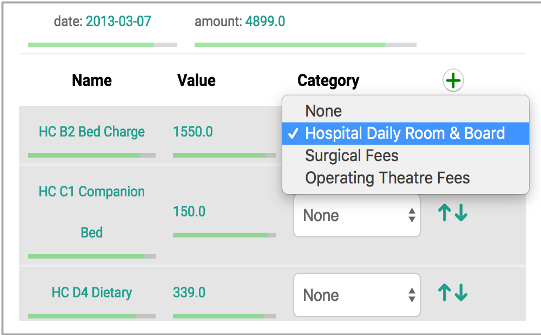 date: 2013-03-07 amount: 4899.0
Name Value Category
None
HC B2 Bed Charge 1550.0 ✓ Hospital Daily Room & Board
Surgical Fees
Operating Theatre Fees
HC C1 Companion
Bed
150.0 None
HC D4 Dietary 339.0 None